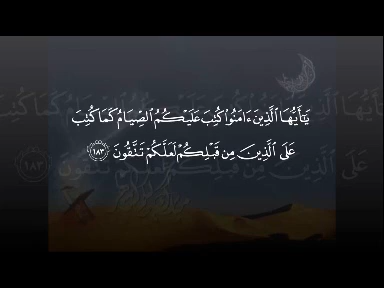 يَٰٓأَيُّهَا ٱلَّذِينَ ءَامَنُواْ كُتِبَ عَلَيۡكُمُ ٱلصِّيَامُ كَمَا كُتِبَ
عَلَى ٱلَّذِينَ مِن قَبۡلِكُمۡ لَعَلَّكُمۡ تَتَّقُونَ ١٨٣